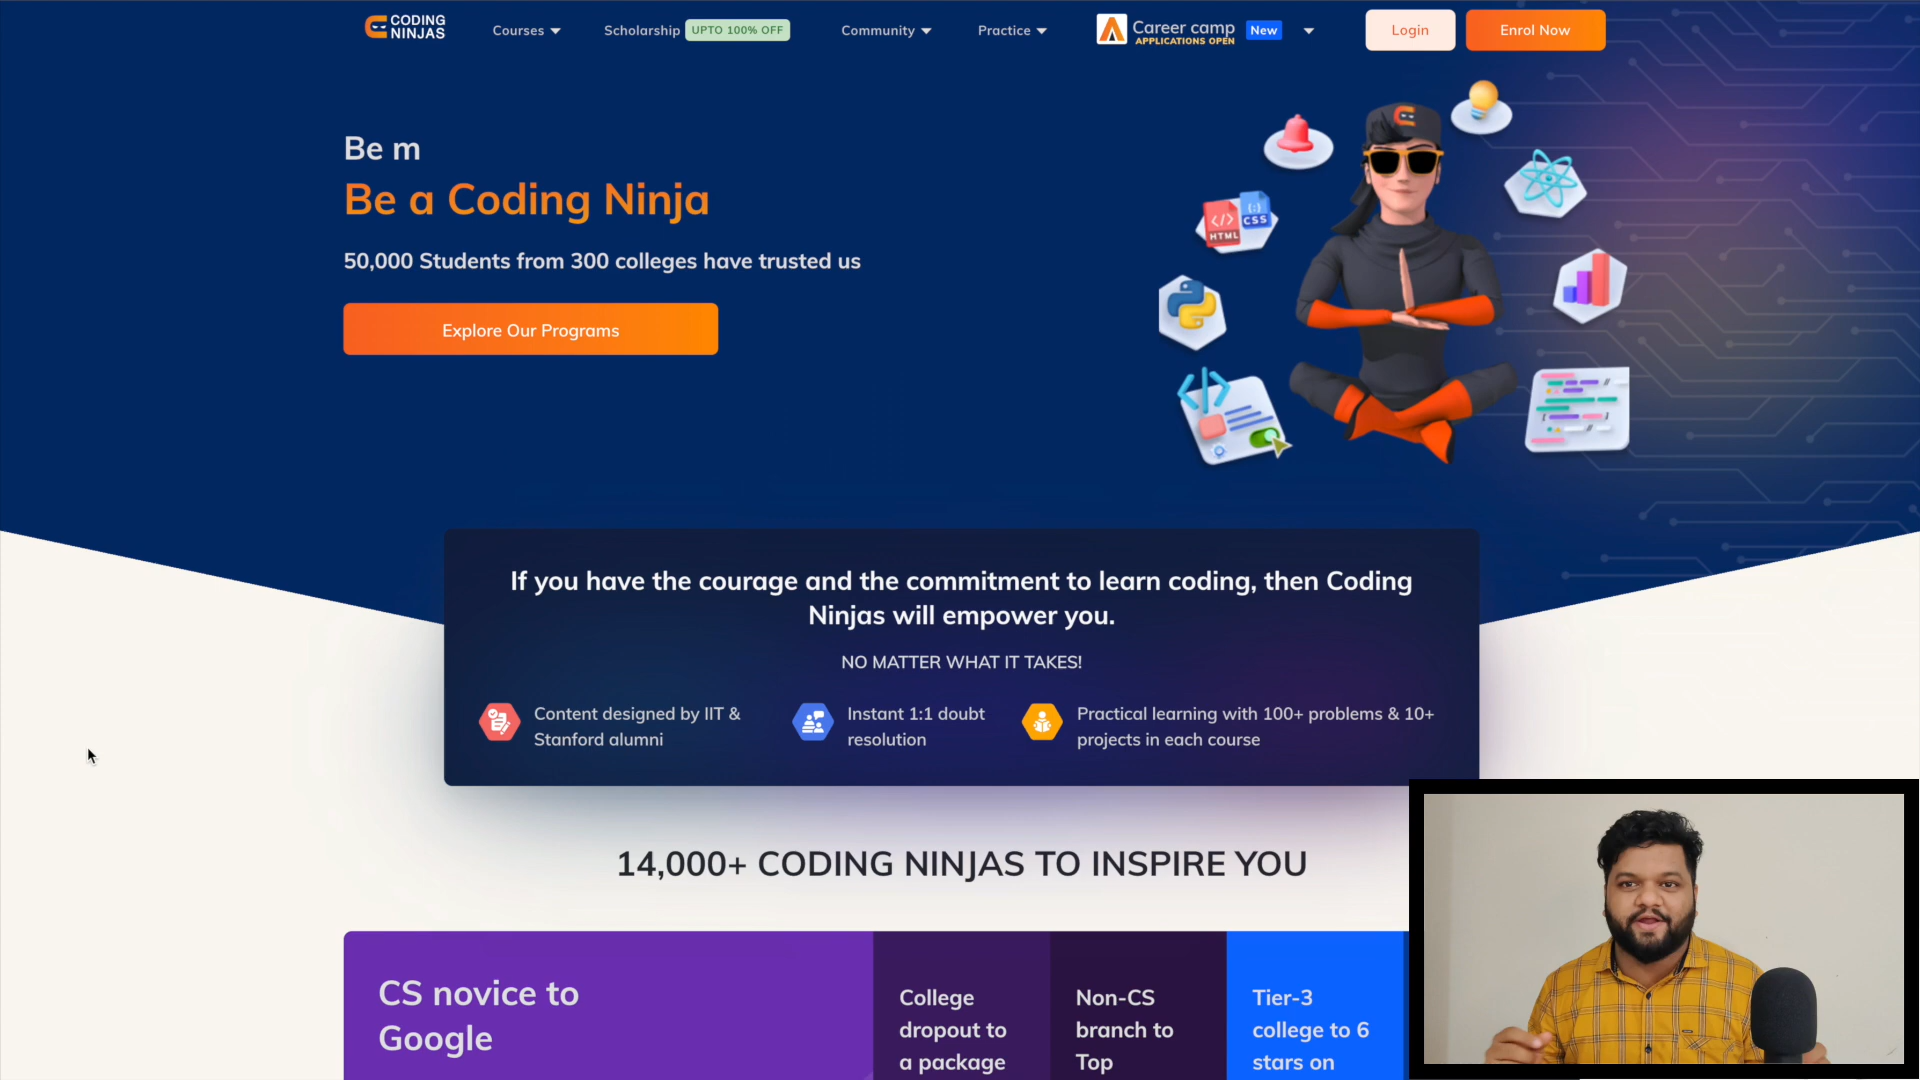 CODING
NINJAS
Courses
Scholarship
UPTO 100% OFF
Community
Practice
Career camp
APPLICATIONS OPEN
New
Login
Enrol Now
Be m
Be a Coding Ninja
50,000 Students from 300 colleges have trusted us
Explore Our Programs
</> HTML
{:} CSS
</>
If you have the courage and the commitment to learn coding, then Coding
Ninjas will empower you.
NO MATTER WHAT IT TAKES!
Content designed by IIT &
Stanford alumni
Instant 1:1 doubt
resolution
Practical learning with 100+ problems & 10+
projects in each course
14,000+ CODING NINJAS TO INSPIRE YOU
CS novice to
Google
College
dropout to
a package
Non-CS
branch to
Top
Tier-3
college to 6
stars on